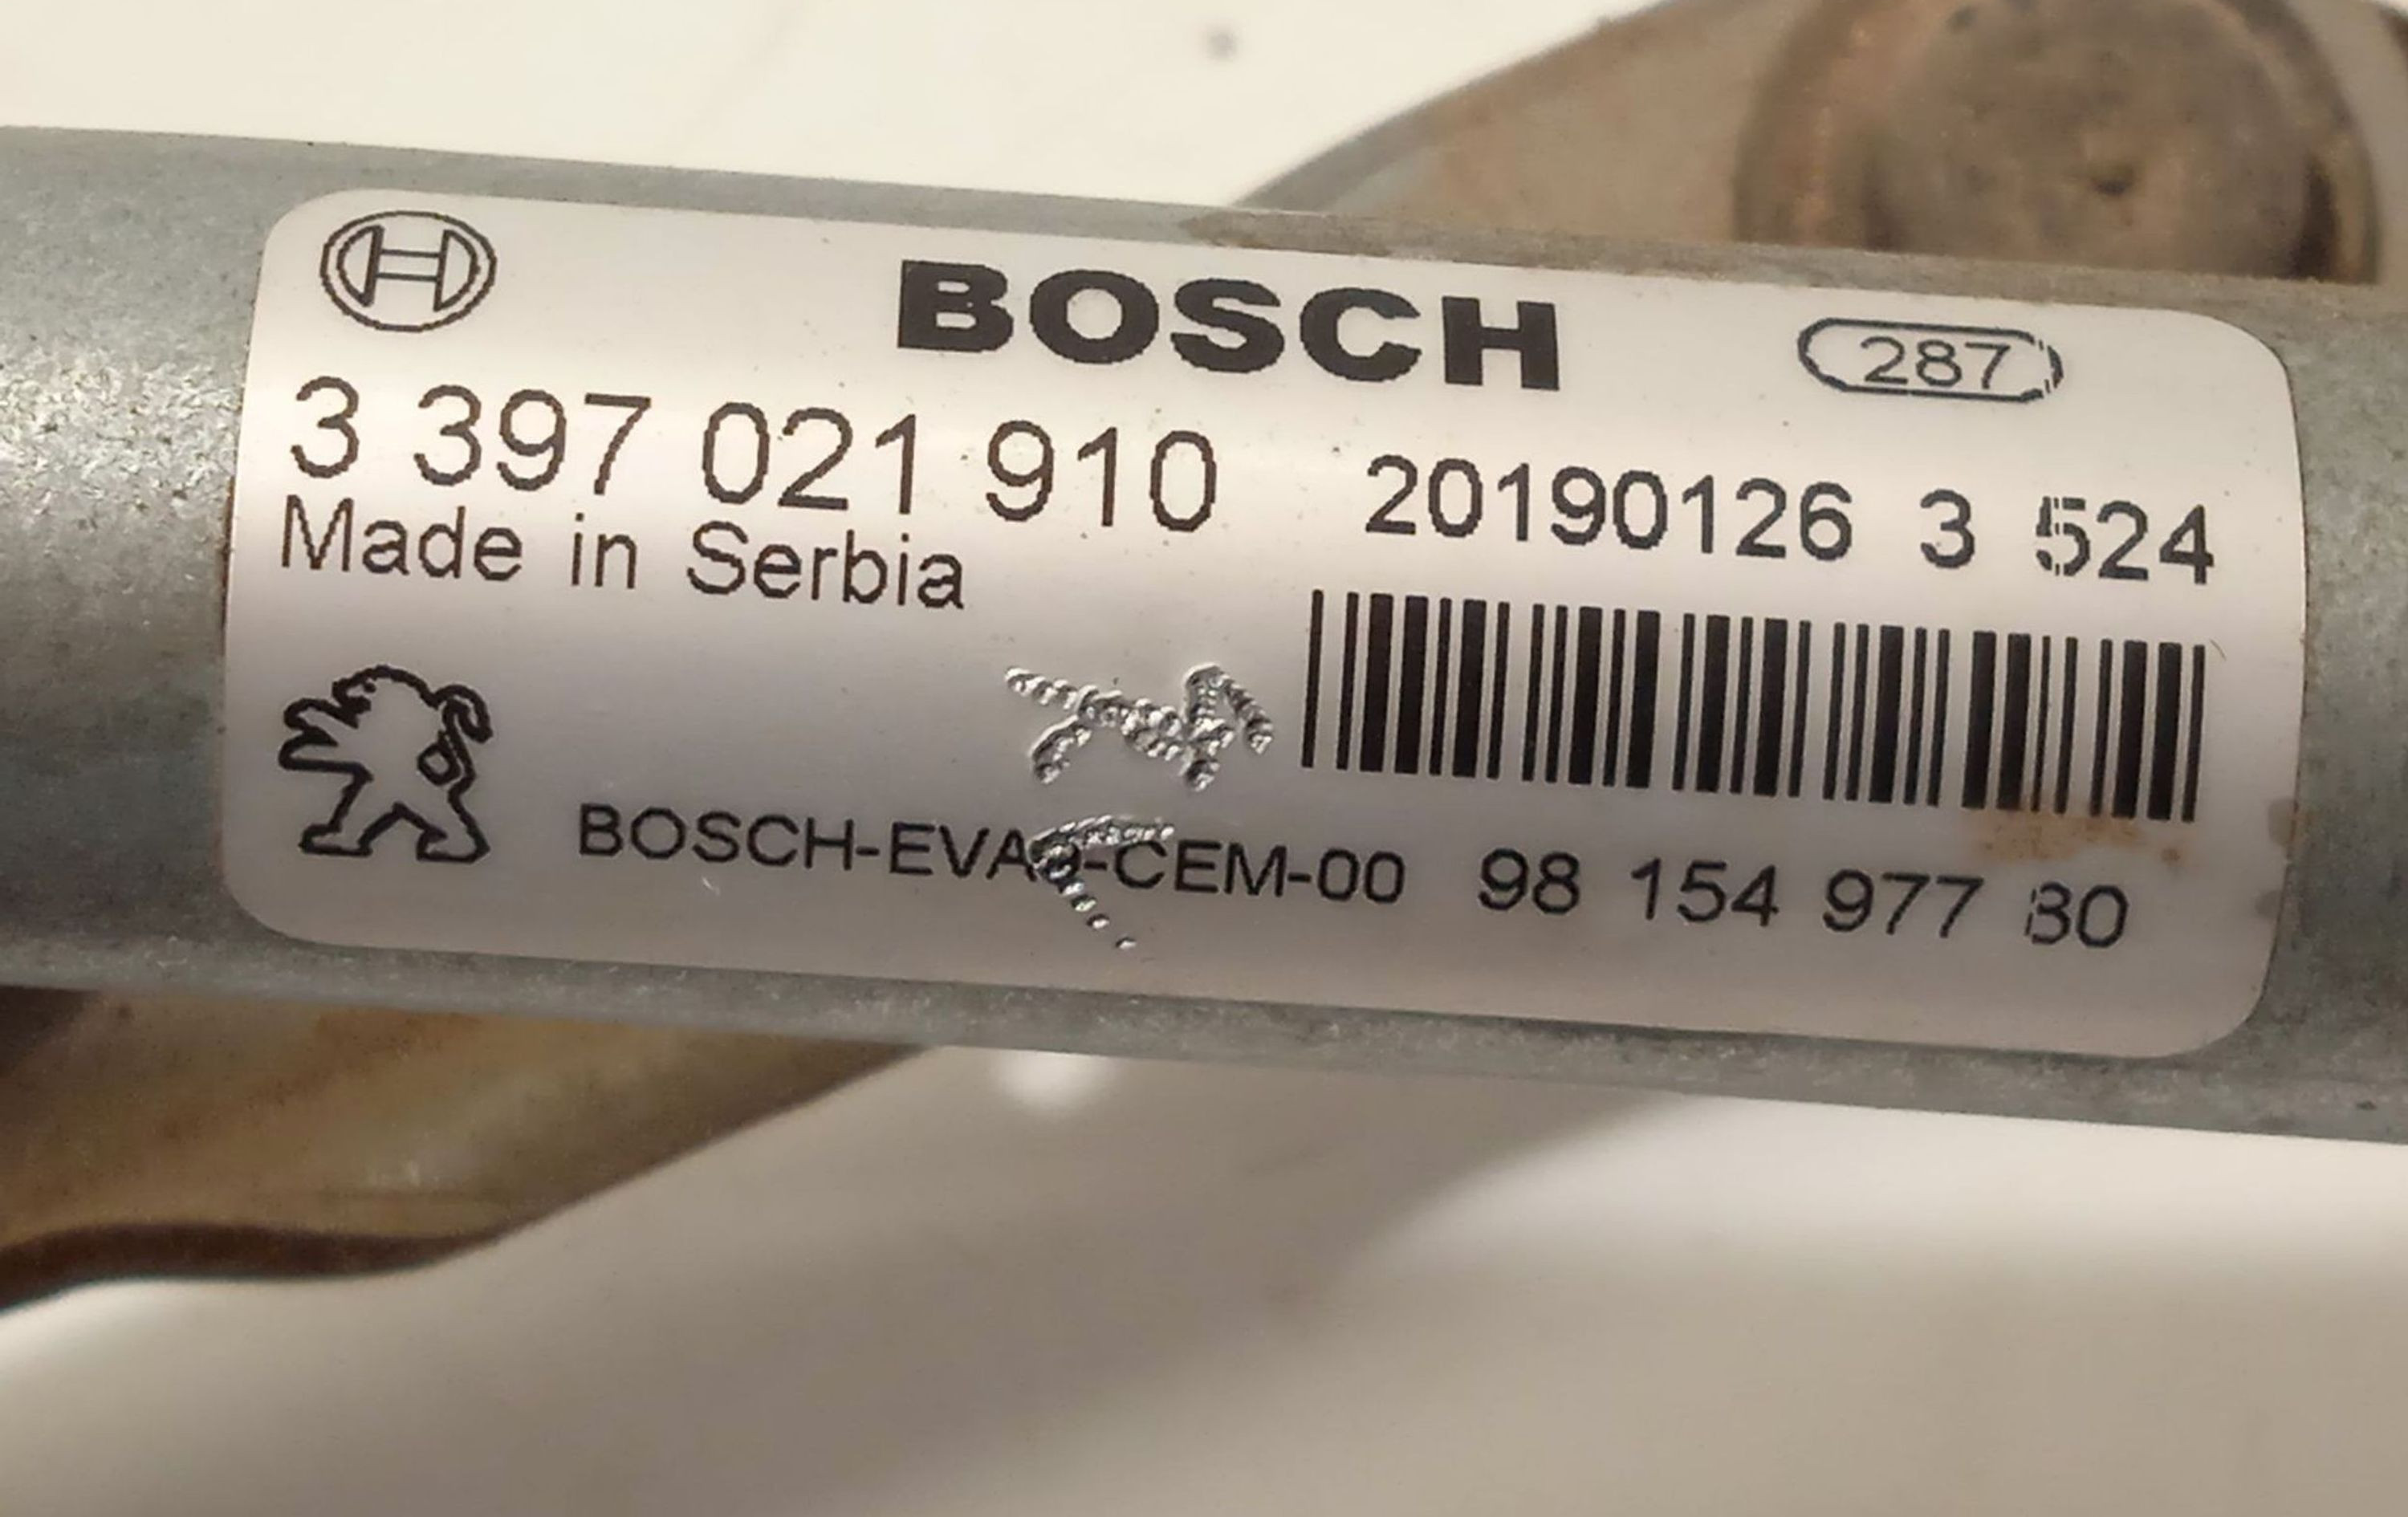 BOSCH 287
3 397 021 910 20190126 3 524
Made in Serbia
98 154 977 80